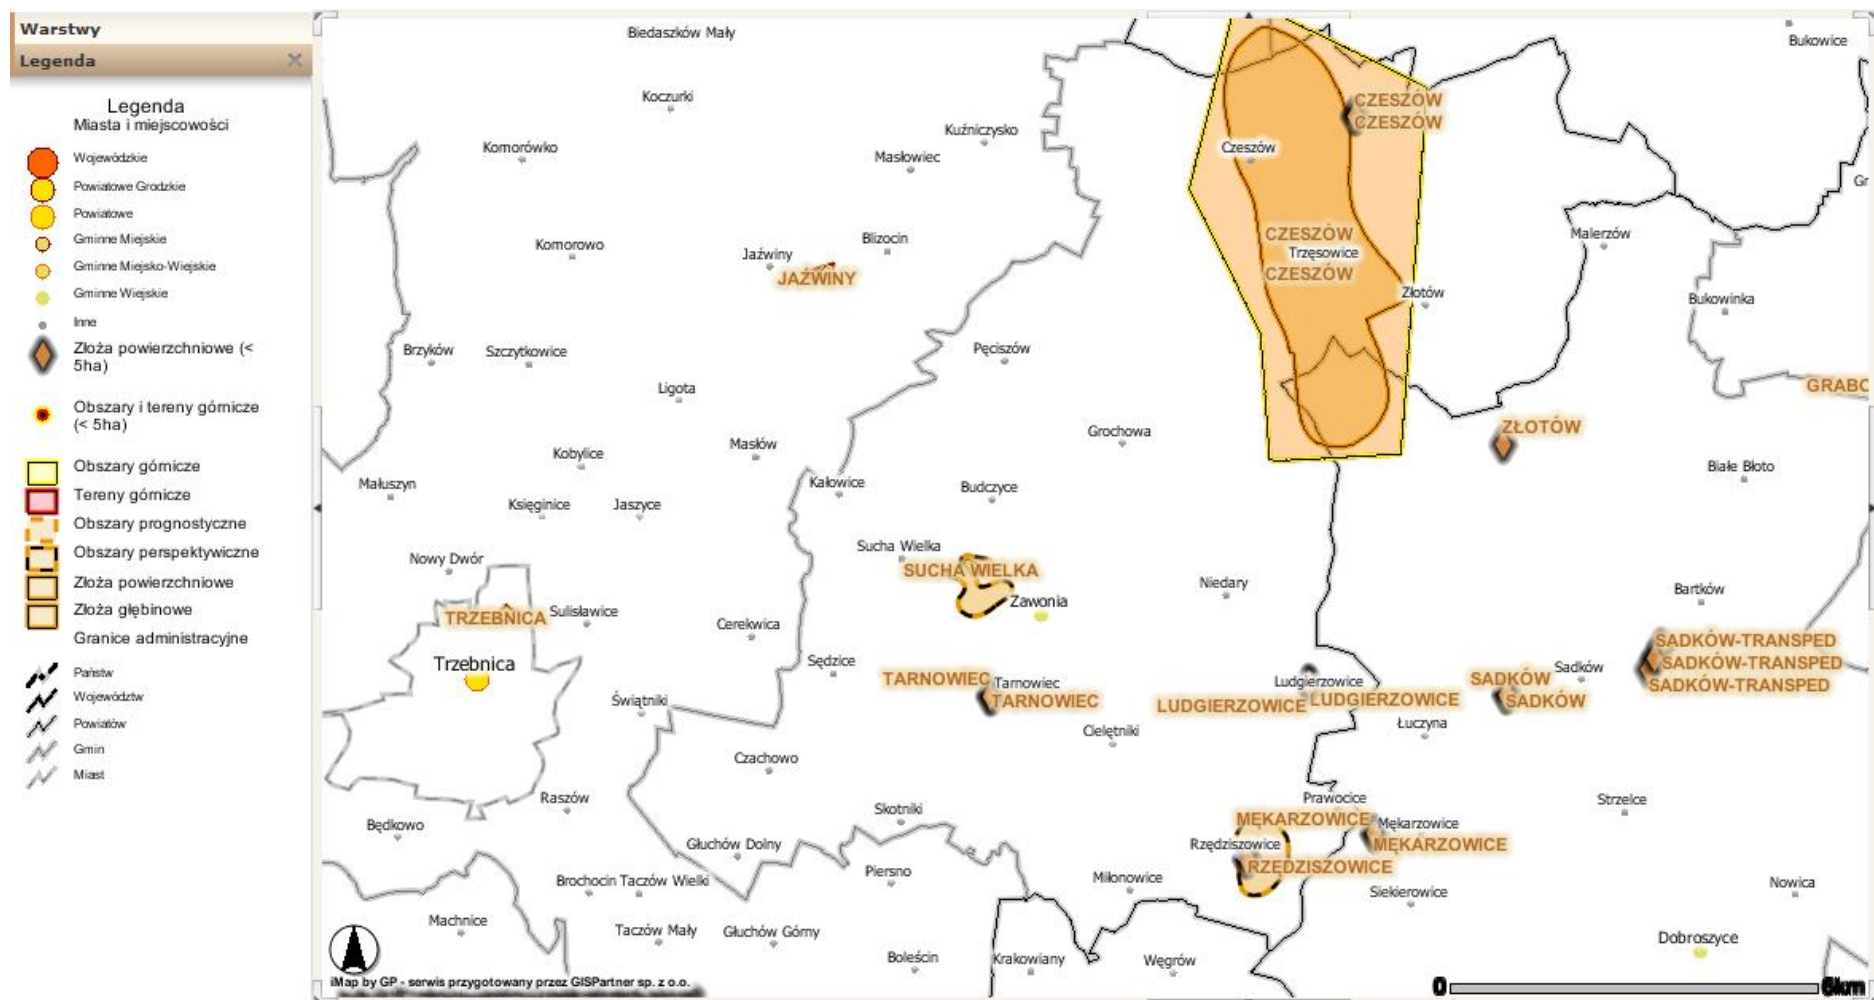 Warstwy
Legenda
Legenda
Miasta i miejscowości
Wojewódzkie
Powiatowe Grodzkie
Powiatowe
Gminne Miejskie
Gminne Miejsko-Wiejskie
Gminne Wiejskie
Inne
Złoża powierzchniowe (<
5ha)
Obszary i tereny górnicze
(< 5ha)
Obszary górnicze
Tereny górnicze
Obszary prognostyczne
Obszary perspektywiczne
Złoża powierzchniowe
Złoża głębinowe
Granice administracyjne
Państw
Województw
Powiatów
Gmin
Miast
Biedaszków Mały
Bukowice
Koczurki
CZESZÓW
CZESZÓW
Kuźniczysko
Komorówko
Masłowiec
Czeszów
Gr
Komorowo
Blizocin
Jaźwiny
JAŹWINY
CZESZÓW
Trzęsowice
CZESZÓW
Malerzów
Złotów
Bukowinka
Brzyków
Szczytkowice
Pęciszów
Ligota
GRABO
Grochowa
ZŁOTÓW
Masłów
Kobylice
Białe Błoto
Małuszyn
Kałowice
Budczyce
Księginice
Jaszyce
Nowy Dwór
Sucha Wielka
SUCHA WIELKA
Zawonia
Niedary
Bartków
TRZEBNICA
Sulisławice
Cerekwica
Trzebnica
Sędzice
SADKÓW-TRANSPED
SADKÓW-TRANSPED
SADKÓW-TRANSPED
TARNOWIEC
Tarnowiec
TARNOWIEC
Ludgierzowice
LUDGIERZOWICE
LUDGIERZOWICE
SADKÓW
Sadków
SADKÓW
Świątniki
Cielętniki
Łuczyna
Czachowo
Raszów
Skotniki
Prawocice
Strzelce
Będkowo
MĘKARZOWICE
Mękarzowice
MĘKARZOWICE
Głuchów Dolny
Rzędziszowice
RZĘDZISZOWICE
Piersno
Brochocin
Taczów Wielki
Miłonowice
Siekierowice
Nowica
Machnice
Taczów Mały
Głuchów Górny
Dobroszyce
Boleścin
Krakowiany
Węgrów
iMap by GP - serwis przygotowany przez GISPartner sp. z o.o.
0